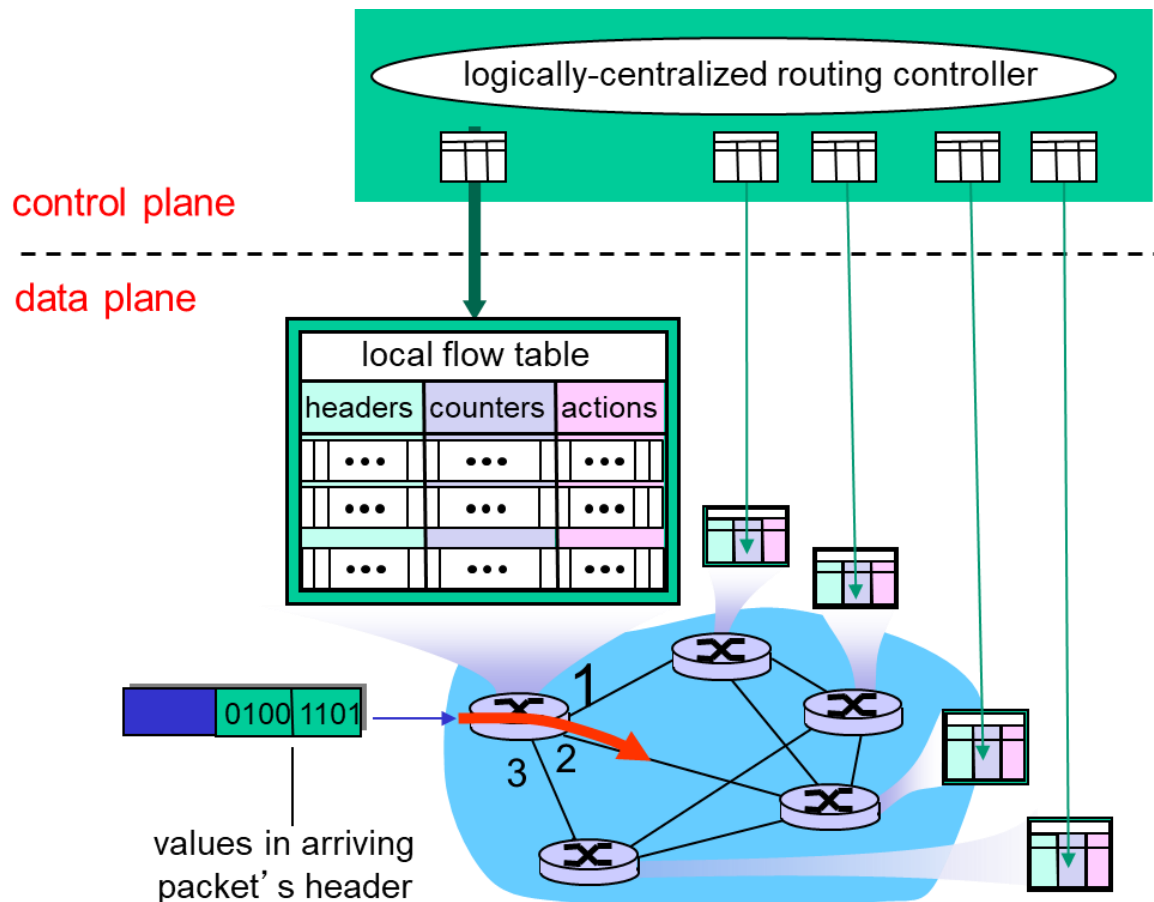 logically-centralized routing controller
control plane
data plane
local flow table
headers counters actions
1
2
3
0100 1101
values in arriving
packet’s header